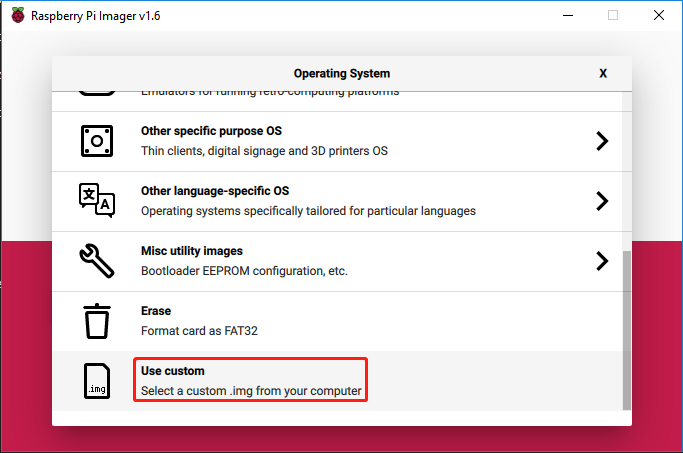 Raspberry Pi Imager v1.6
Operating System
X
Emulators for running retro-computing platforms
Other specific purpose OS
Thin clients, digital signage and 3D printers OS
Other language-specific OS
Operating systems specifically tailored for particular languages
Misc utility images
Bootloader EEPROM configuration, etc.
Erase
Format card as FAT32
Use custom
Select a custom .img from your computer
文
A
.img